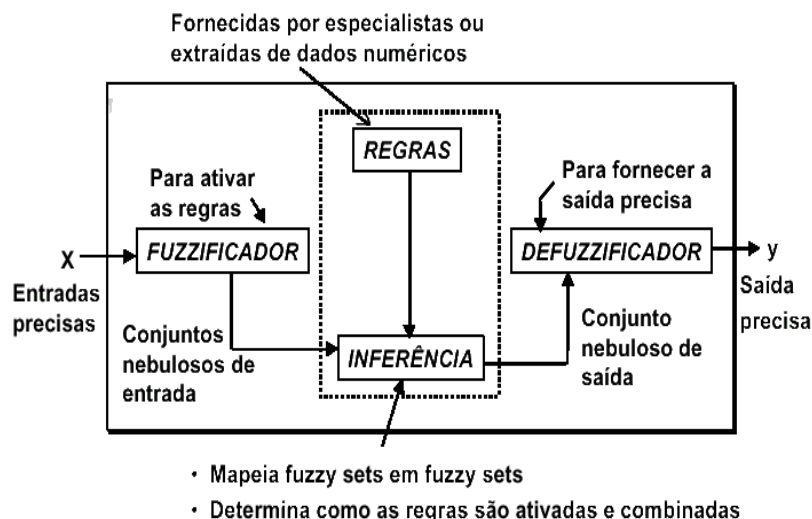 Fornecidas por especialistas ou
extraídas de dados numéricos
REGRAS
Para ativar
as regras
Para fornecer a
saída precisa
FUZZIFICADOR
DEFUZZIFICADOR
X
y
Entradas
precisas
Saída
precisa
Conjuntos
nebulosos de
entrada
INFERÊNCIA
Conjunto
nebuloso de
saída
· Mapeia fuzzy sets em fuzzy sets
· Determina como as regras são ativadas e combinadas